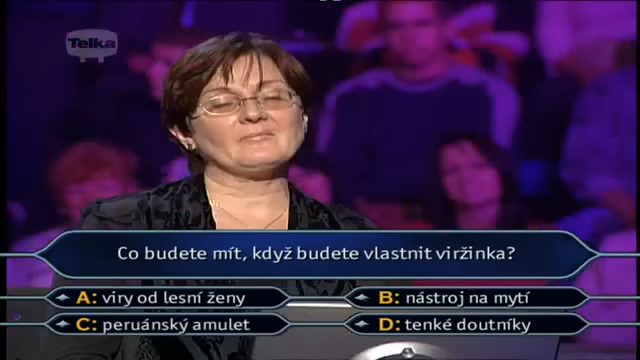 Telka
Co budete mít, když budete vlastnit viržinka?
A: viry od lesní ženy
B: nástroj na mytí
C: peruánský amulet
D: tenké doutníky